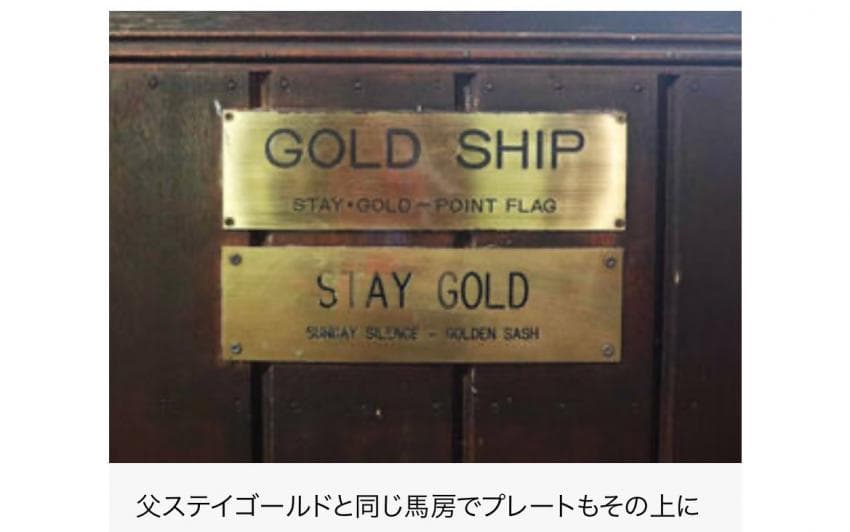 GOLD SHIP
STAY・GOLD－POINT FLAG
STAY GOLD
SUNDAY SILENCE - GOLDEN SASH
父ステイゴールドと同じ馬房でプレートもその上に